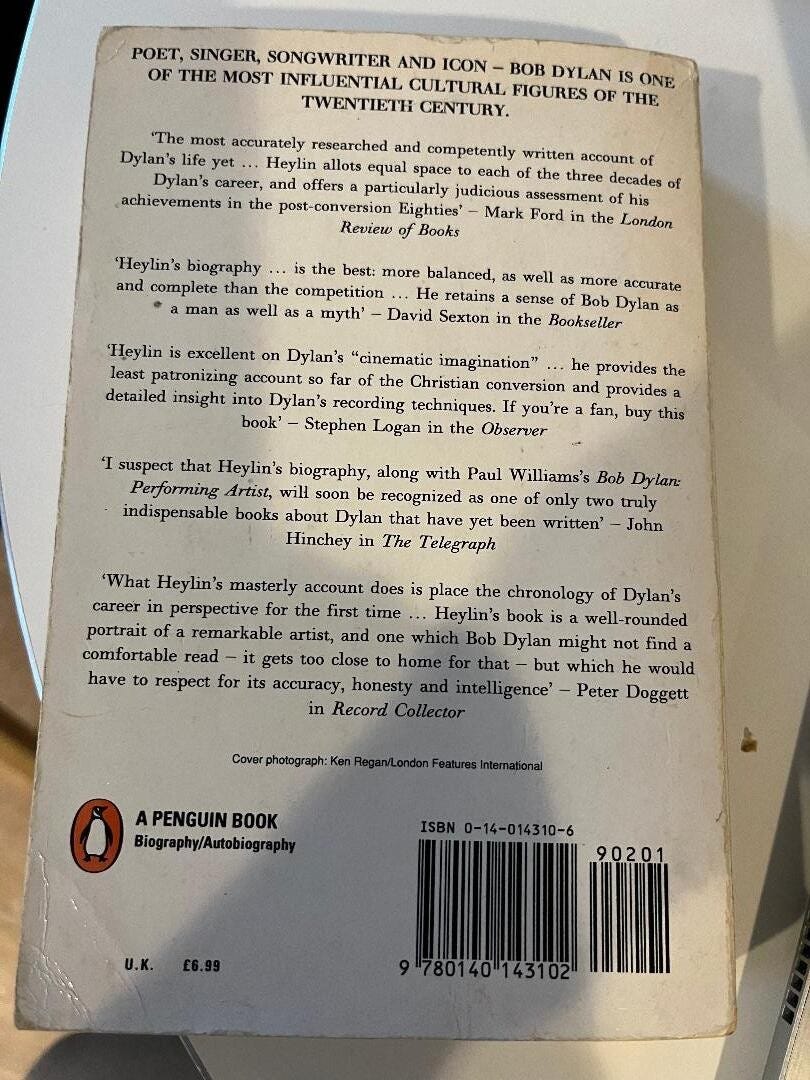 POET, SINGER, SONGWRITER AND ICON – BOB DYLAN IS ONE
OF THE MOST INFLUENTIAL CULTURAL FIGURES OF THE
TWENTIETH CENTURY.
‘The most accurately researched and competently written account of
Dylan’s life yet ... Heylin allots equal space to each of the three decades of
Dylan’s career, and offers a particularly judicious assessment of his
achievements in the post-conversion Eighties’ – Mark Ford in the London
Review of Books
‘Heylin’s biography ... is the best: more balanced, as well as more accurate
and complete than the competition ... He retains a sense of Bob Dylan as
a man as well as a myth’ – David Sexton in the Bookseller
‘Heylin is excellent on Dylan’s “cinematic imagination” ... he provides the
least patronizing account so far of the Christian conversion and provides a
detailed insight into Dylan’s recording techniques. If you’re a fan, buy this
book’ – Stephen Logan in the Observer
‘I suspect that Heylin’s biography, along with Paul Williams’s Bob Dylan:
Performing Artist, will soon be recognized as one of only two truly
indispensable books about Dylan that have yet been written’ – John
Hinchey in The Telegraph
‘What Heylin’s masterly account does is place the chronology of Dylan’s
career in perspective for the first time ... Heylin’s book is a well-rounded
portrait of a remarkable artist, and one which Bob Dylan might not find a
comfortable read – it gets too close to home for that – but which he would
have to respect for its accuracy, honesty and intelligence’ – Peter Doggett
in Record Collector
Cover photograph: Ken Regan/London Features International
A PENGUIN BOOK
Biography/Autobiography
ISBN 0-14-014310-6
90201
9 780140 143102
U.K. £6.99